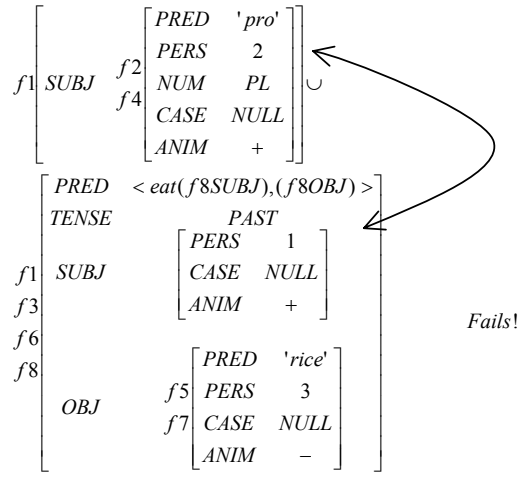 PRED 'pro'
PERS 2
f1 SUBJ f2 NUM PL ∪
f4
CASE NULL
ANIM +
PRED < eat(f8SUBJ),(f8OBJ) >
TENSE PAST
PERS 1
f1 SUBJ CASE NULL
f3 ANIM +
f6 Fails!
f8 PRED 'rice'
f5 PERS 3
OBJ f7 CASE NULL
ANIM −